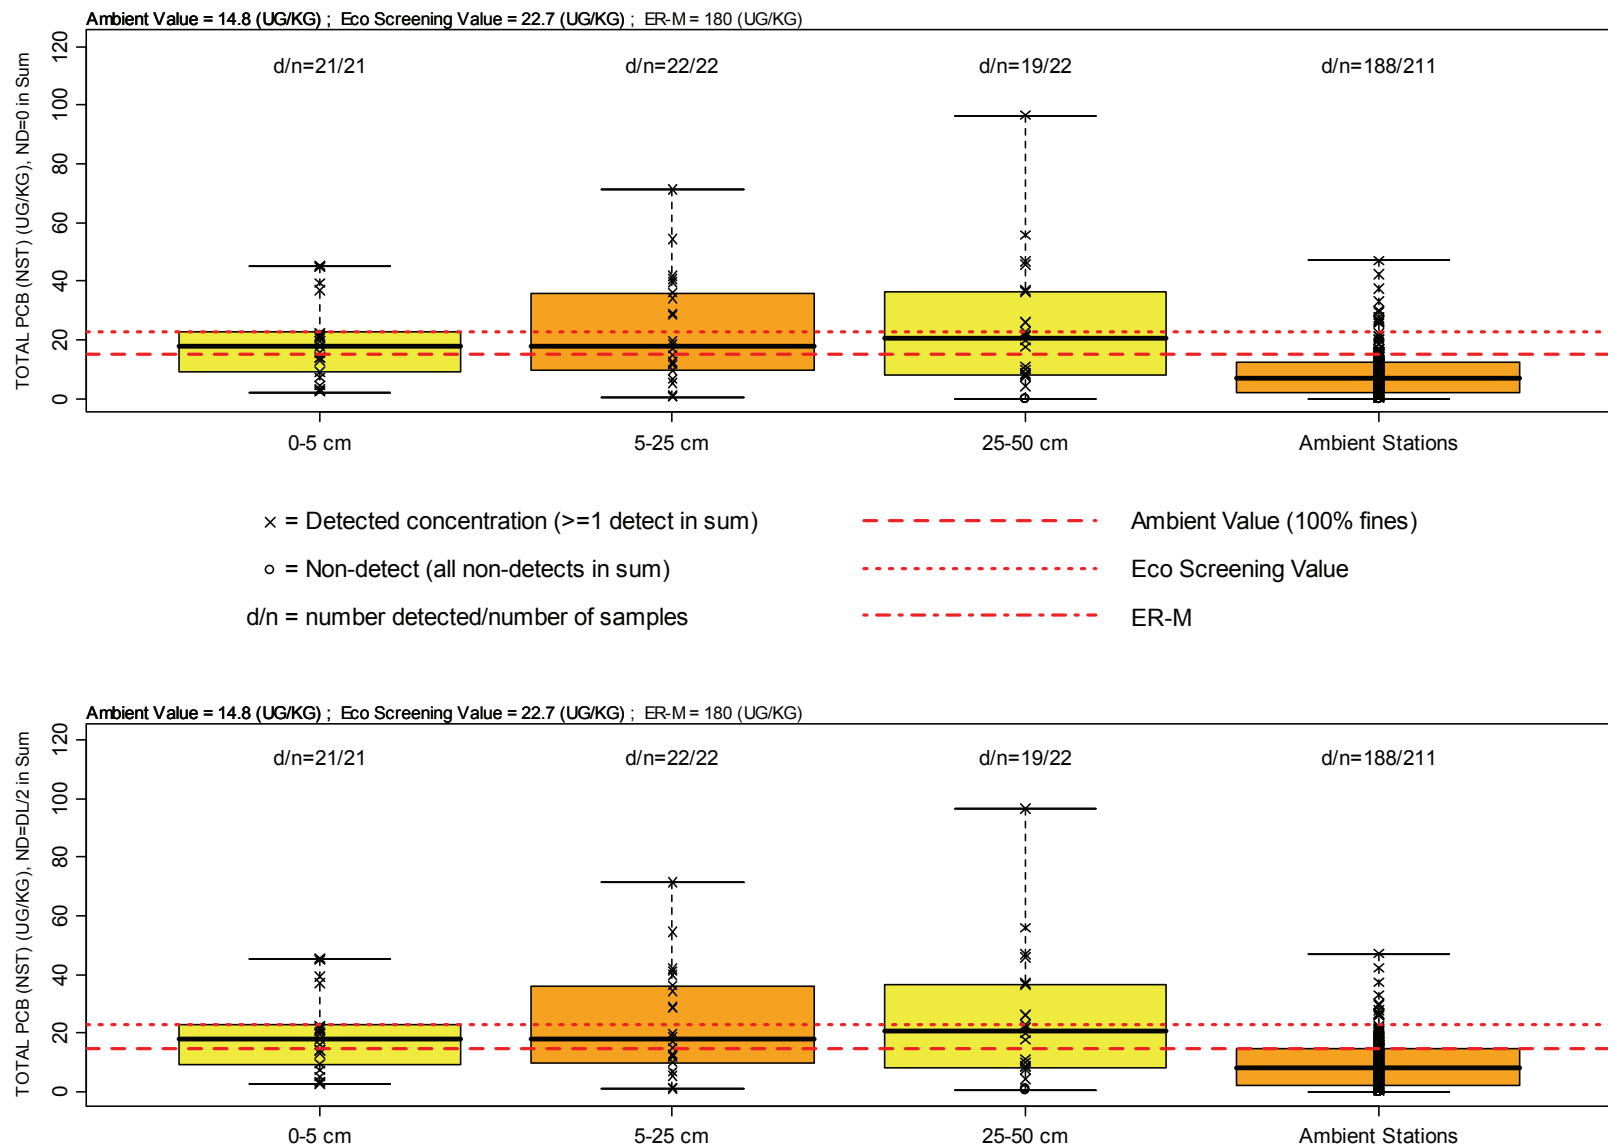 Ambient Value = 14.8 (UG/KG) ; Eco Screening Value = 22.7 (UG/KG) ; ER-M = 180 (UG/KG)
TOTAL PCB (NST) (UG/KG), ND=0 in Sum
120
100
80
60
40
20
0
d/n=21/21
d/n=22/22
d/n=19/22
d/n=188/211
0-5 cm
5-25 cm
25-50 cm
Ambient Stations
× = Detected concentration (>=1 detect in sum)
o = Non-detect (all non-detects in sum)
d/n = number detected/number of samples
Ambient Value (100% fines)
Eco Screening Value
ER-M
Ambient Value = 14.8 (UG/KG) ; Eco Screening Value = 22.7 (UG/KG) ; ER-M = 180 (UG/KG)
TOTAL PCB (NST) (UG/KG), ND=DL/2 in Sum
120
100
80
60
40
20
0
d/n=21/21
d/n=22/22
d/n=19/22
d/n=188/211
0-5 cm
5-25 cm
25-50 cm
Ambient Stations